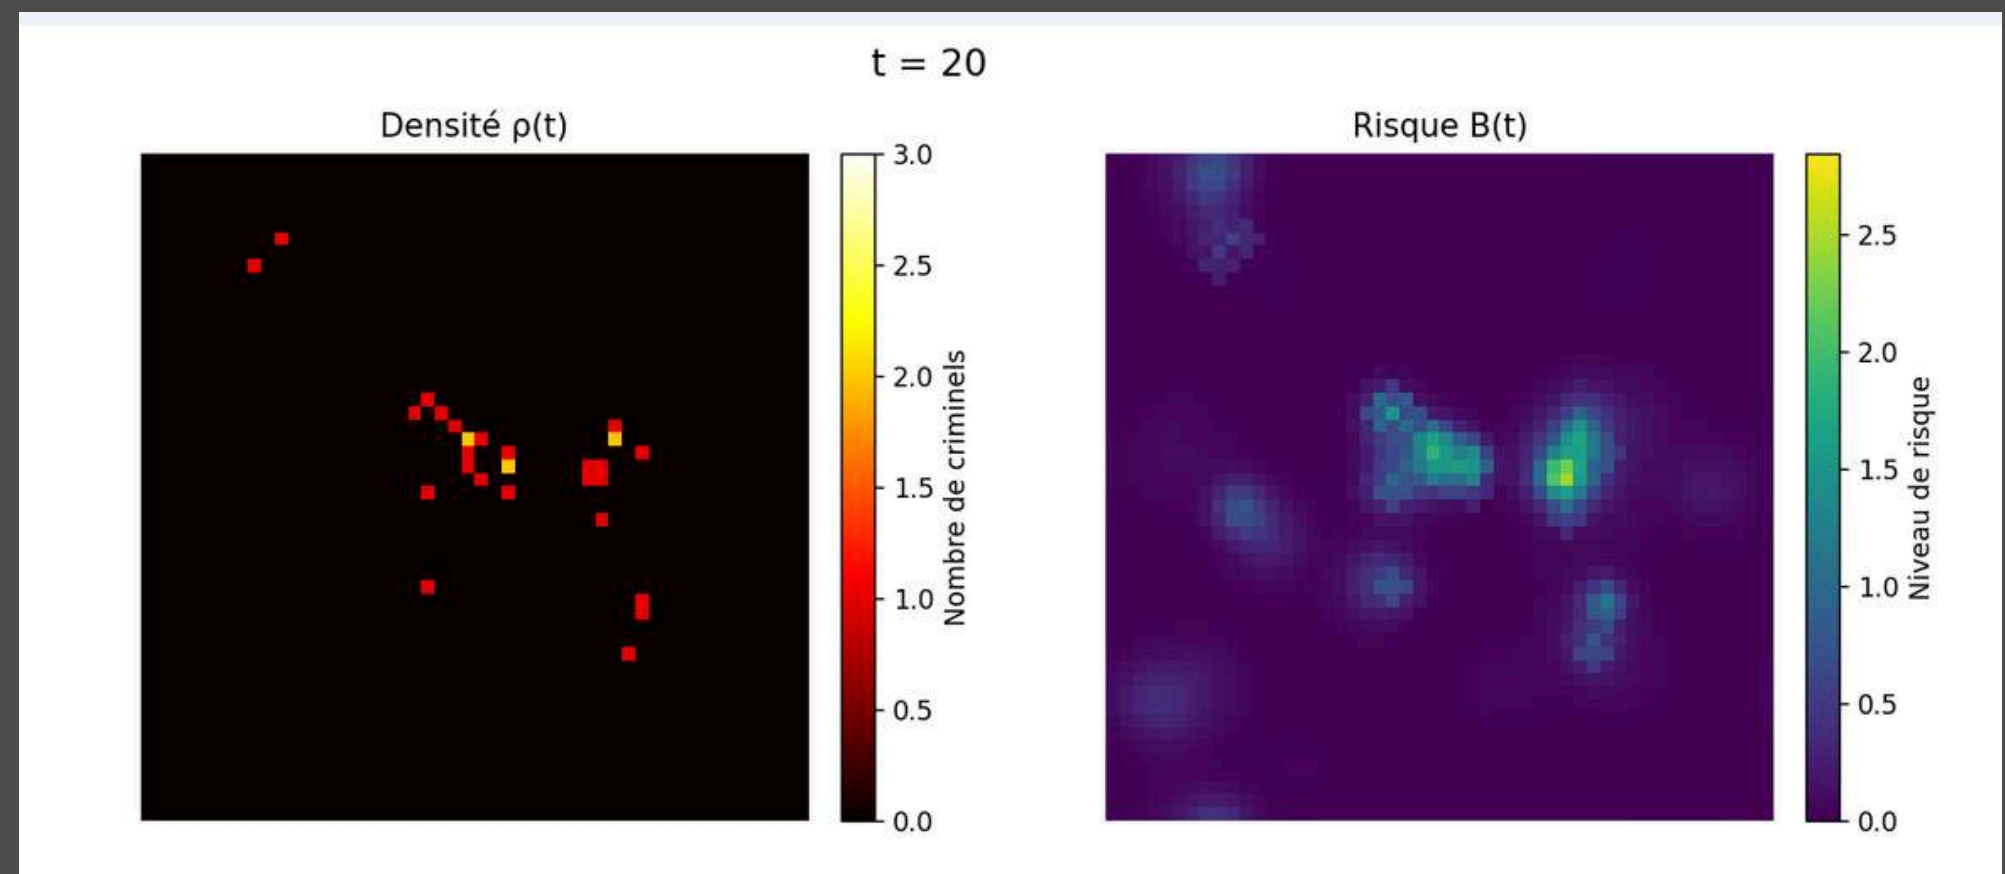 t = 20
Densité ρ(t)
3.0
2.5
2.0
1.5
1.0
0.5
0.0
Nombre de criminels
Risque B(t)
2.5
2.0
1.5
1.0
0.5
0.0
Niveau de risque